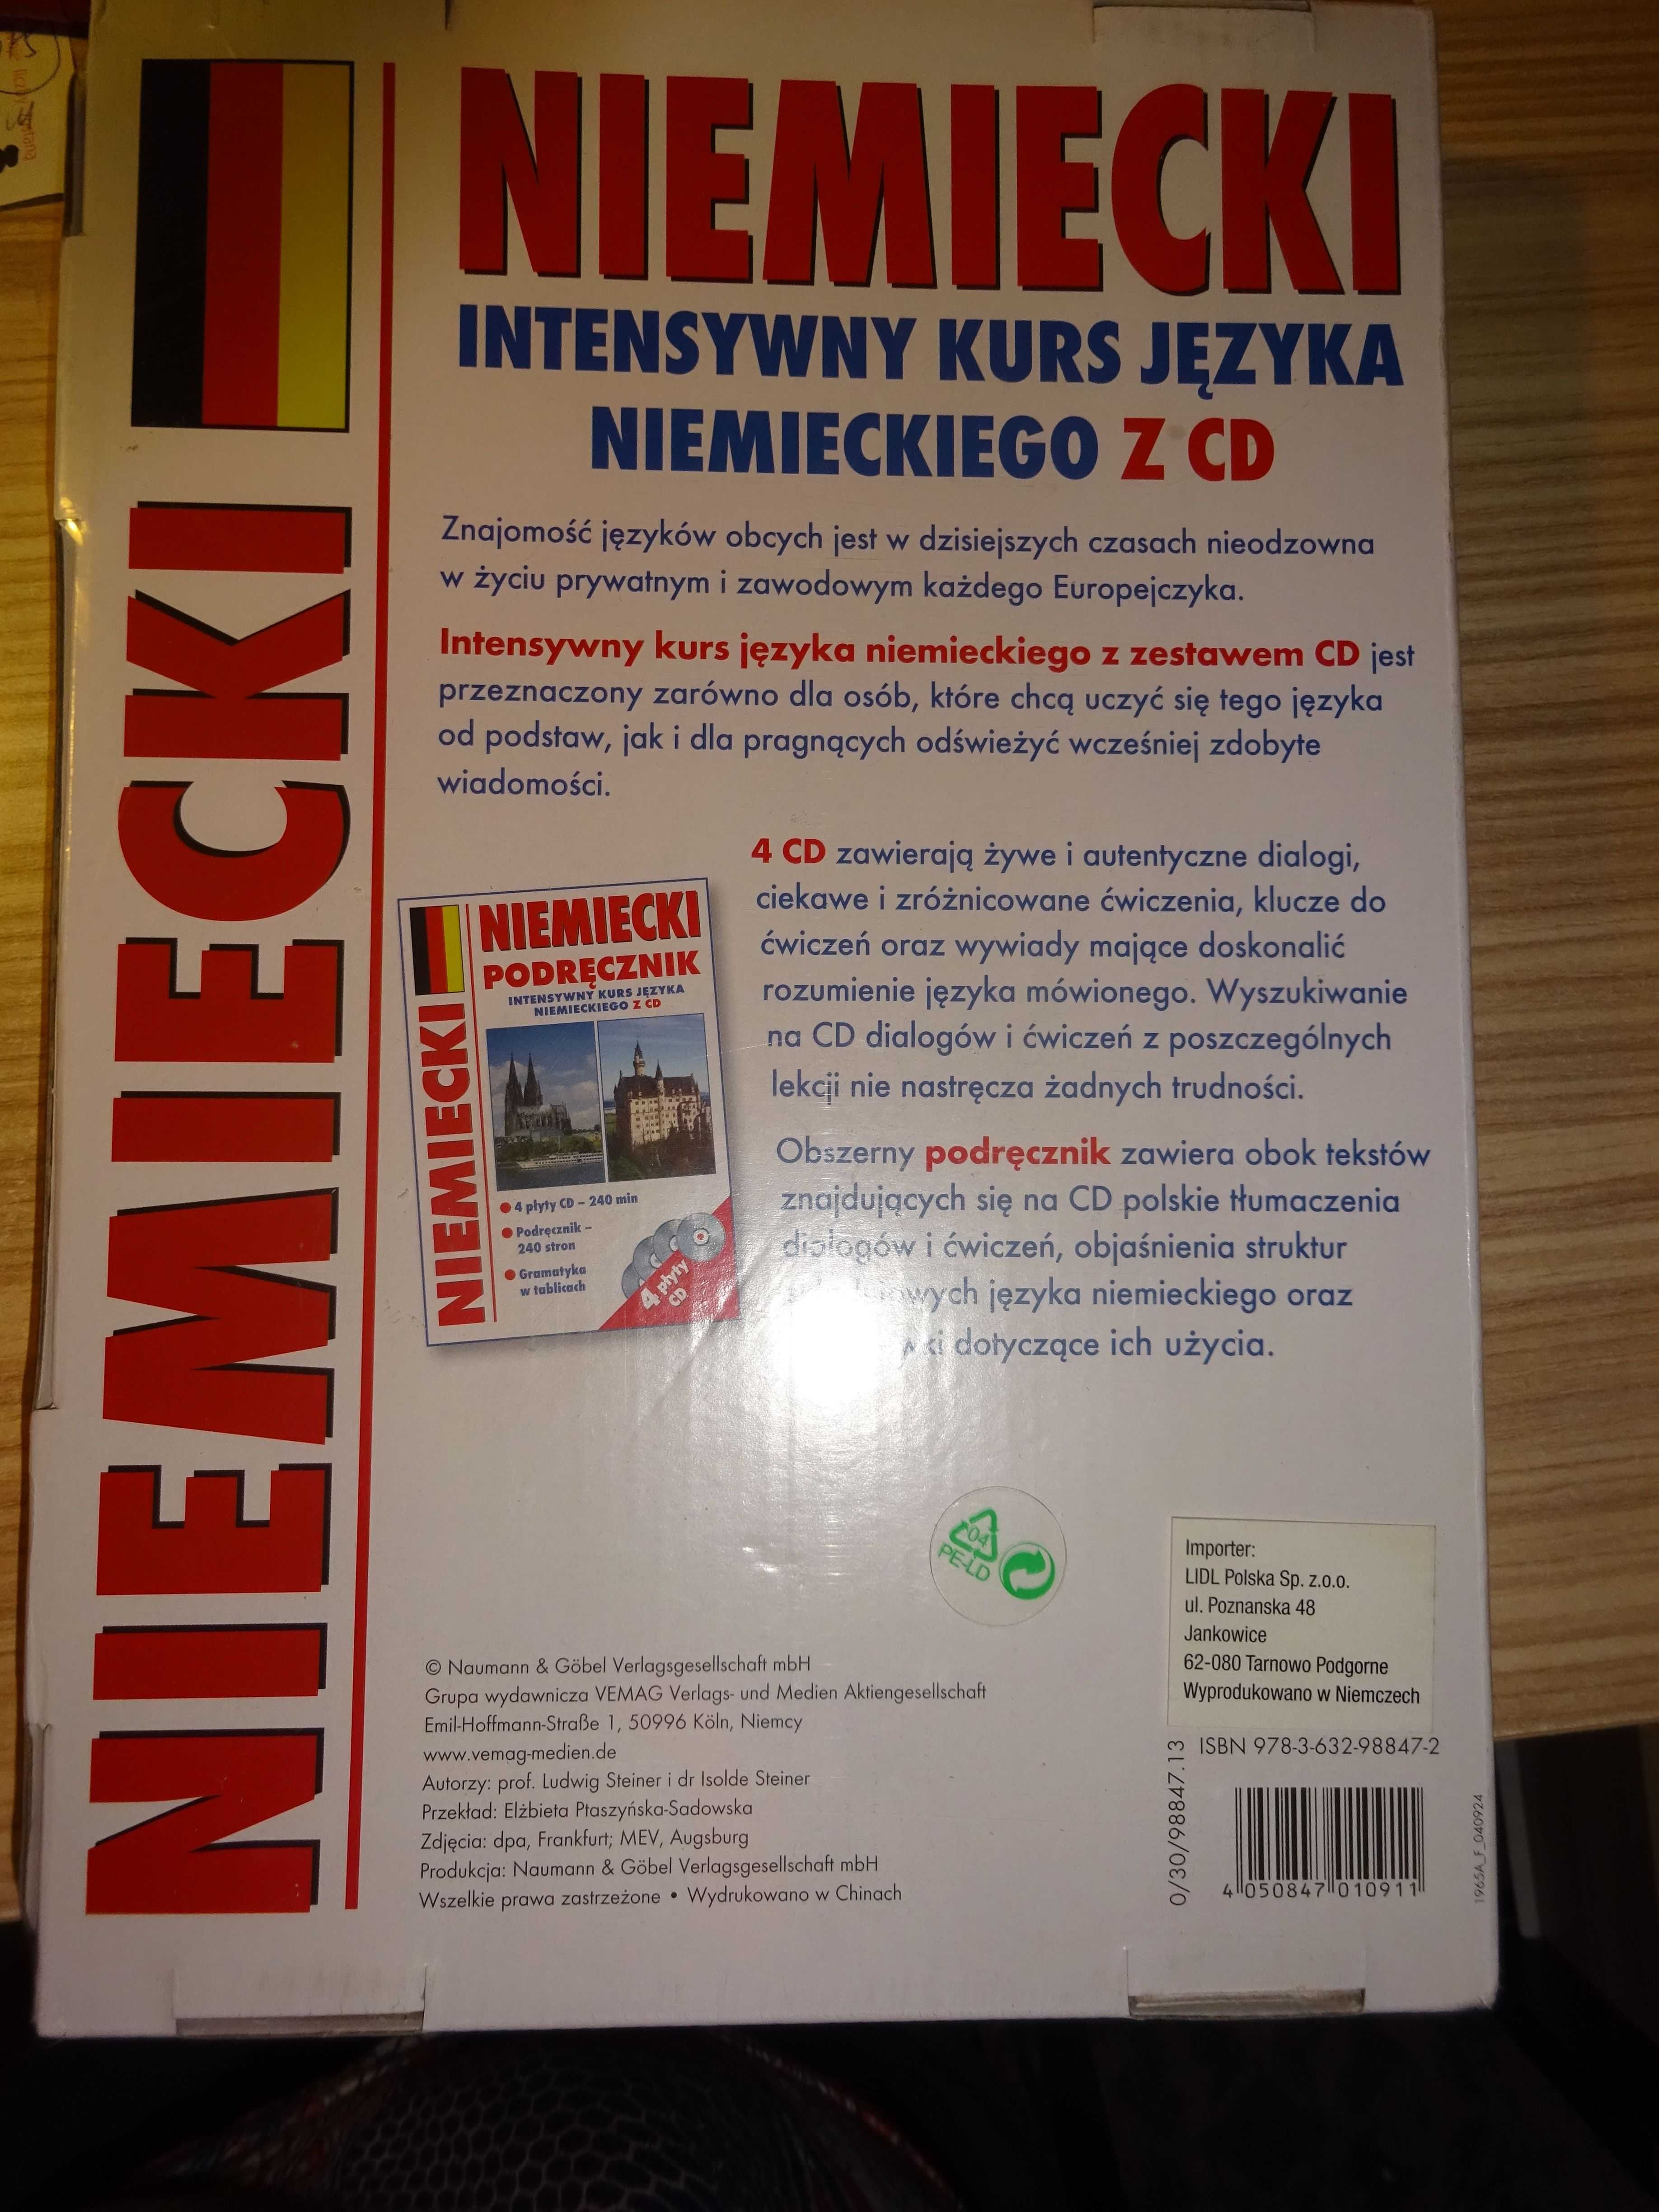 NIEMIECKI
NIEMIECKI
INTENSYWNY KURS JĘZYKA
NIEMIECKIEGO Z CD
Znajomość języków obcych jest w dzisiejszych czasach nieodzowna
w życiu prywatnym i zawodowym każdego Europejczyka.
Intensywny kurs języka niemieckiego z zestawem CD jest
przeznaczony zarówno dla osób, które chcą uczyć się tego języka
od podstaw, jak i dla pragnących odświeżyć wcześniej zdobyte
wiadomości.
4 CD zawierają żywe i autentyczne dialogi,
ciekawe i zróżnicowane ćwiczenia, klucze do
ćwiczeń oraz wywiady mające doskonalić
rozumienie języka mówionego. Wyszukiwanie
na CD dialogów i ćwiczeń z poszczególnych
lekcji nie nastręcza żadnych trudności.
Obszerny podręcznik zawiera obok tekstów
znajdujących się na CD polskie tłumaczenia
dialogów i ćwiczeń, objaśnienia struktur
języka niemieckiego oraz
dotyczące ich użycia.
NIEMIECKI
NIEMIECKI
PODRĘCZNIK
INTENSYWNY KURS JĘZYKA
NIEMIECKIEGO Z CD
4 płyty CD – 240 min
Podręcznik –
240 stron
Gramatyka
w tablicach
4 płyty
CD
04
PE-LD
Importer:
LIDL Polska Sp. z.o.o.
ul. Poznanska 48
Jankowice
62-080 Tarnowo Podgorne
Wyprodukowano w Niemczech
© Naumann & Göbel Verlagsgesellschaft mbH
Grupa wydawnicza VEMAG Verlags- und Medien Aktiengesellschaft
Emil-Hoffmann-Straße 1, 50996 Köln, Niemcy
www.vemag-medien.de
Autorzy: prof. Ludwig Steiner i dr Isolde Steiner
Przekład: Elżbieta Ptaszyńska-Sadowska
Zdjęcia: dpa, Frankfurt; MEV, Augsburg
Produkcja: Naumann & Göbel Verlagsgesellschaft mbH
Wszelkie prawa zastrzeżone • Wydrukowano w Chinach
ISBN 978-3-632-98847-2
0/30/98847.13
4 050847 010911
1965A_F_040924